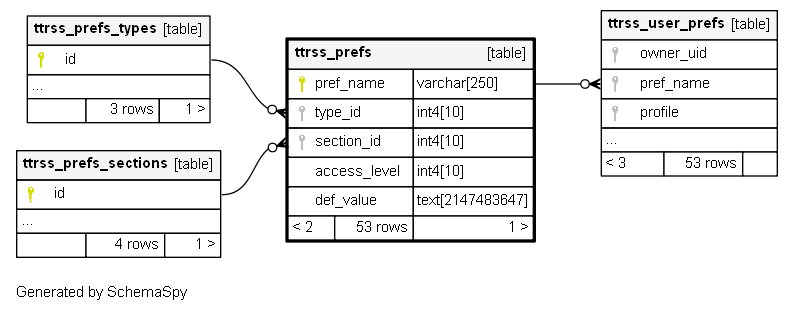 ttrss_prefs_types [table]
id
...
3 rows 1 >
ttrss_prefs_sections [table]
id
...
4 rows 1 >
ttrss_prefs [table]
pref_name varchar[250]
type_id int4[10]
section_id int4[10]
access_level int4[10]
def_value text[2147483647]
< 2 53 rows 1 >
ttrss_user_prefs [table]
owner_uid
pref_name
profile
...
< 3 53 rows
Generated by SchemaSpy